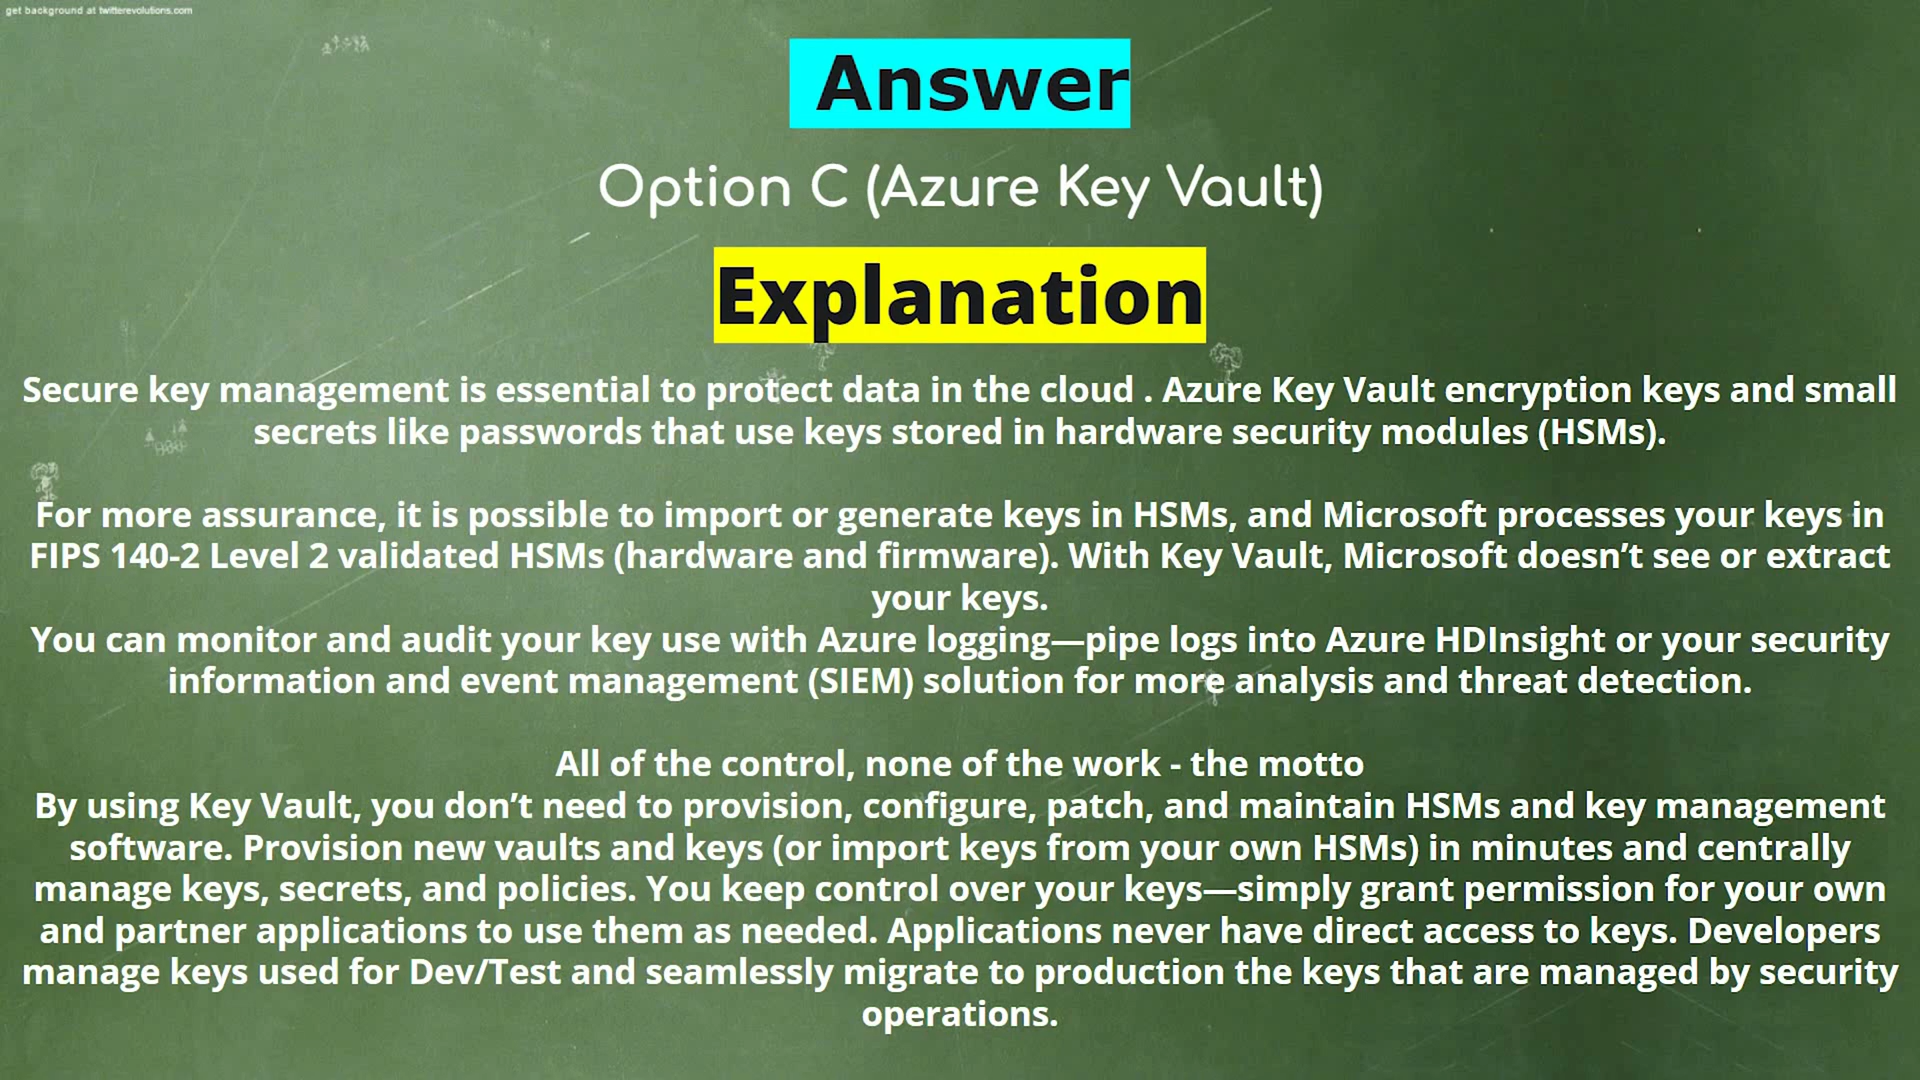 get background at twitterevolutions.com
Answer
Option C (Azure Key Vault)
Explanation
Secure key management is essential to protect data in the cloud . Azure Key Vault encryption keys and small
secrets like passwords that use keys stored in hardware security modules (HSMs).
For more assurance, it is possible to import or generate keys in HSMs, and Microsoft processes your keys in
FIPS 140-2 Level 2 validated HSMs (hardware and firmware). With Key Vault, Microsoft doesn’t see or extract
your keys.
You can monitor and audit your key use with Azure logging—pipe logs into Azure HDInsight or your security
information and event management (SIEM) solution for more analysis and threat detection.
All of the control, none of the work - the motto
By using Key Vault, you don’t need to provision, configure, patch, and maintain HSMs and key management
software. Provision new vaults and keys (or import keys from your own HSMs) in minutes and centrally
manage keys, secrets, and policies. You keep control over your keys—simply grant permission for your own
and partner applications to use them as needed. Applications never have direct access to keys. Developers
manage keys used for Dev/Test and seamlessly migrate to production the keys that are managed by security
operations.